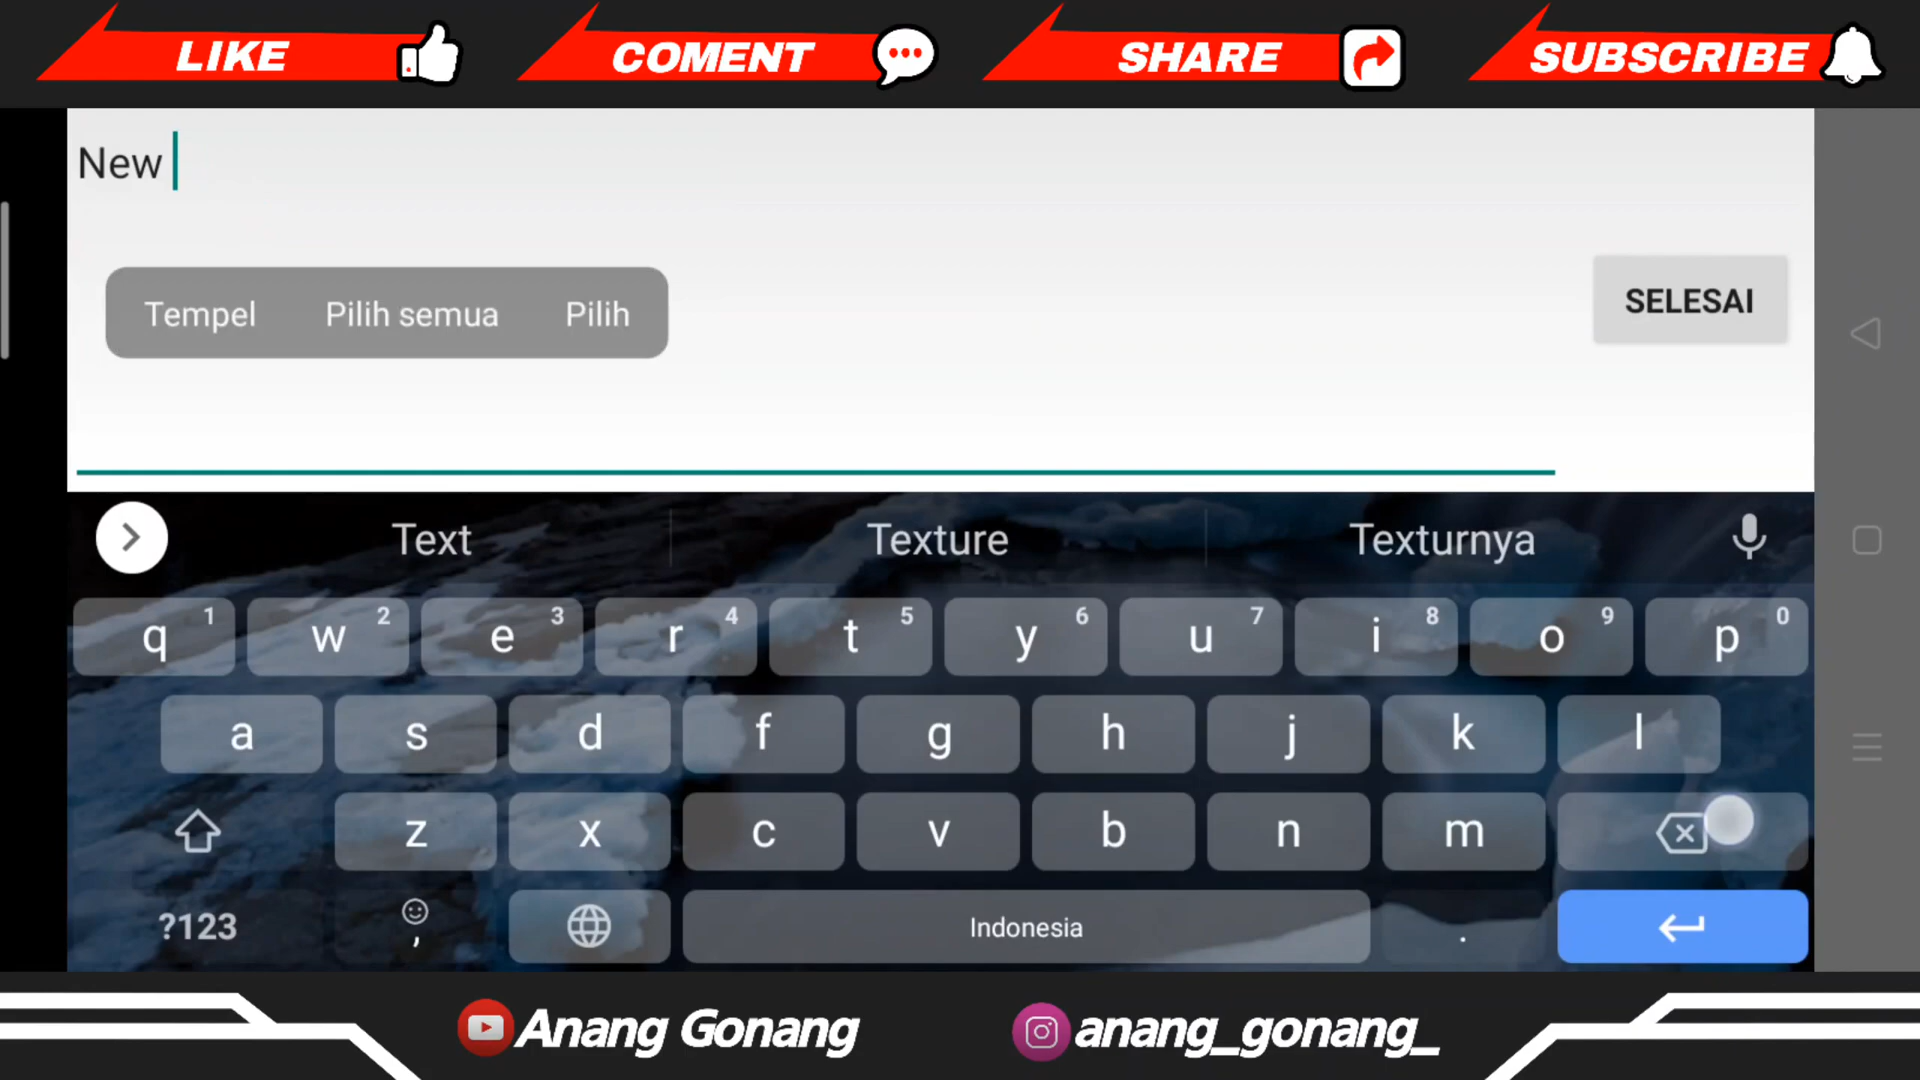 LIKE
COMENT
SHARE
SUBSCRIBE
New
Tempel Pilih semua Pilih
SELESAI
Text Texture Texturnya
q 1 w 2 e 3 r 4 t 5 y 6 u 7 i 8 o 9 p 0
a s d f g h j k l
z x c v b n m
?123 , Indonesia .
Anang Gonang
anang_gonang_